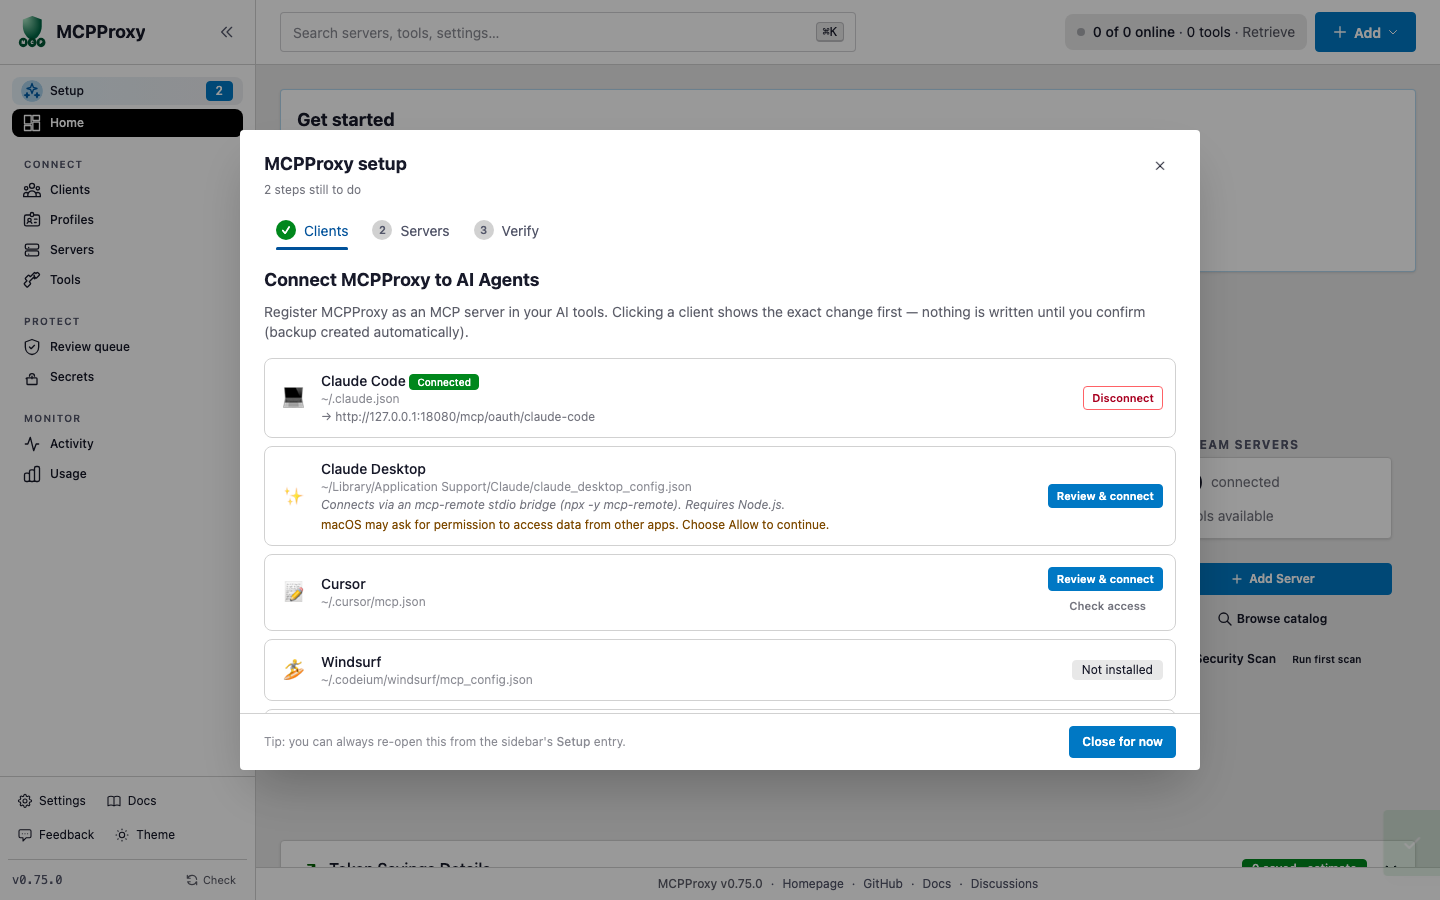 MCPProxy
Search servers, tools, settings...
⌘K
0 of 0 online · 0 tools · Retrieve
Add
Setup
2
Home
CONNECT
Clients
Profiles
Servers
Tools
PROTECT
Review queue
Secrets
MONITOR
Activity
Usage
Settings
Docs
Feedback
Theme
v0.75.0
Check
Get started
MCPProxy setup
2 steps still to do
Clients
2 Servers
3 Verify
Connect MCPProxy to AI Agents
Register MCPProxy as an MCP server in your AI tools. Clicking a client shows the exact change first — nothing is written until you confirm
(backup created automatically).
Claude Code Connected
~/.claude.json
→ http://127.0.0.1:18080/mcp/oauth/claude-code
Disconnect
Claude Desktop
~/Library/Application Support/Claude/claude_desktop_config.json
Connects via an mcp-remote stdio bridge (npx -y mcp-remote). Requires Node.js.
macOS may ask for permission to access data from other apps. Choose Allow to continue.
Review & connect
Cursor
~/.cursor/mcp.json
Review & connect
Check access
Windsurf
~/.codeium/windsurf/mcp_config.json
Not installed
Tip: you can always re-open this from the sidebar's Setup entry.
Close for now
SERVERS
connected
available
Add Server
Browse catalog
Security Scan
Run first scan
Token Savings Details
MCPProxy v0.75.0 · Homepage · GitHub · Docs · Discussions